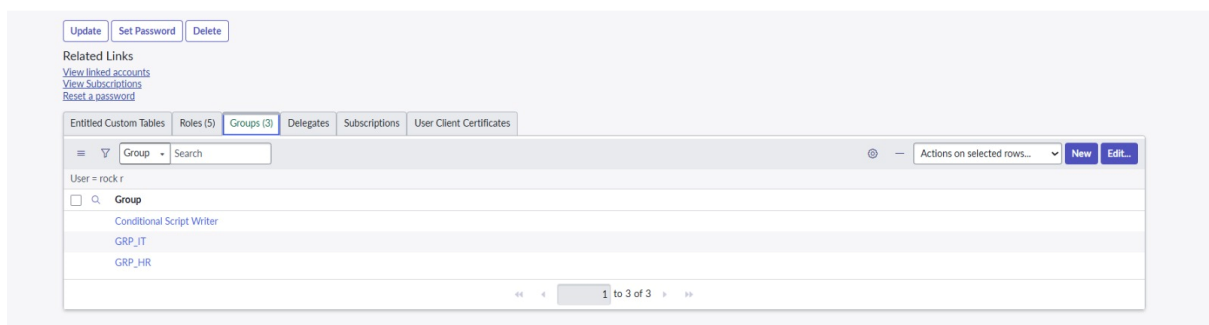 Update Set Password Delete
Related Links
View linked accounts
View Subscriptions
Reset a password
Entitled Custom Tables Roles (5) Groups (3) Delegates Subscriptions User Client Certificates
Group Search Actions on selected rows... New Edit...
User = rock r
Group
Conditional Script Writer
GRP_IT
GRP_HR
1 to 3 of 3